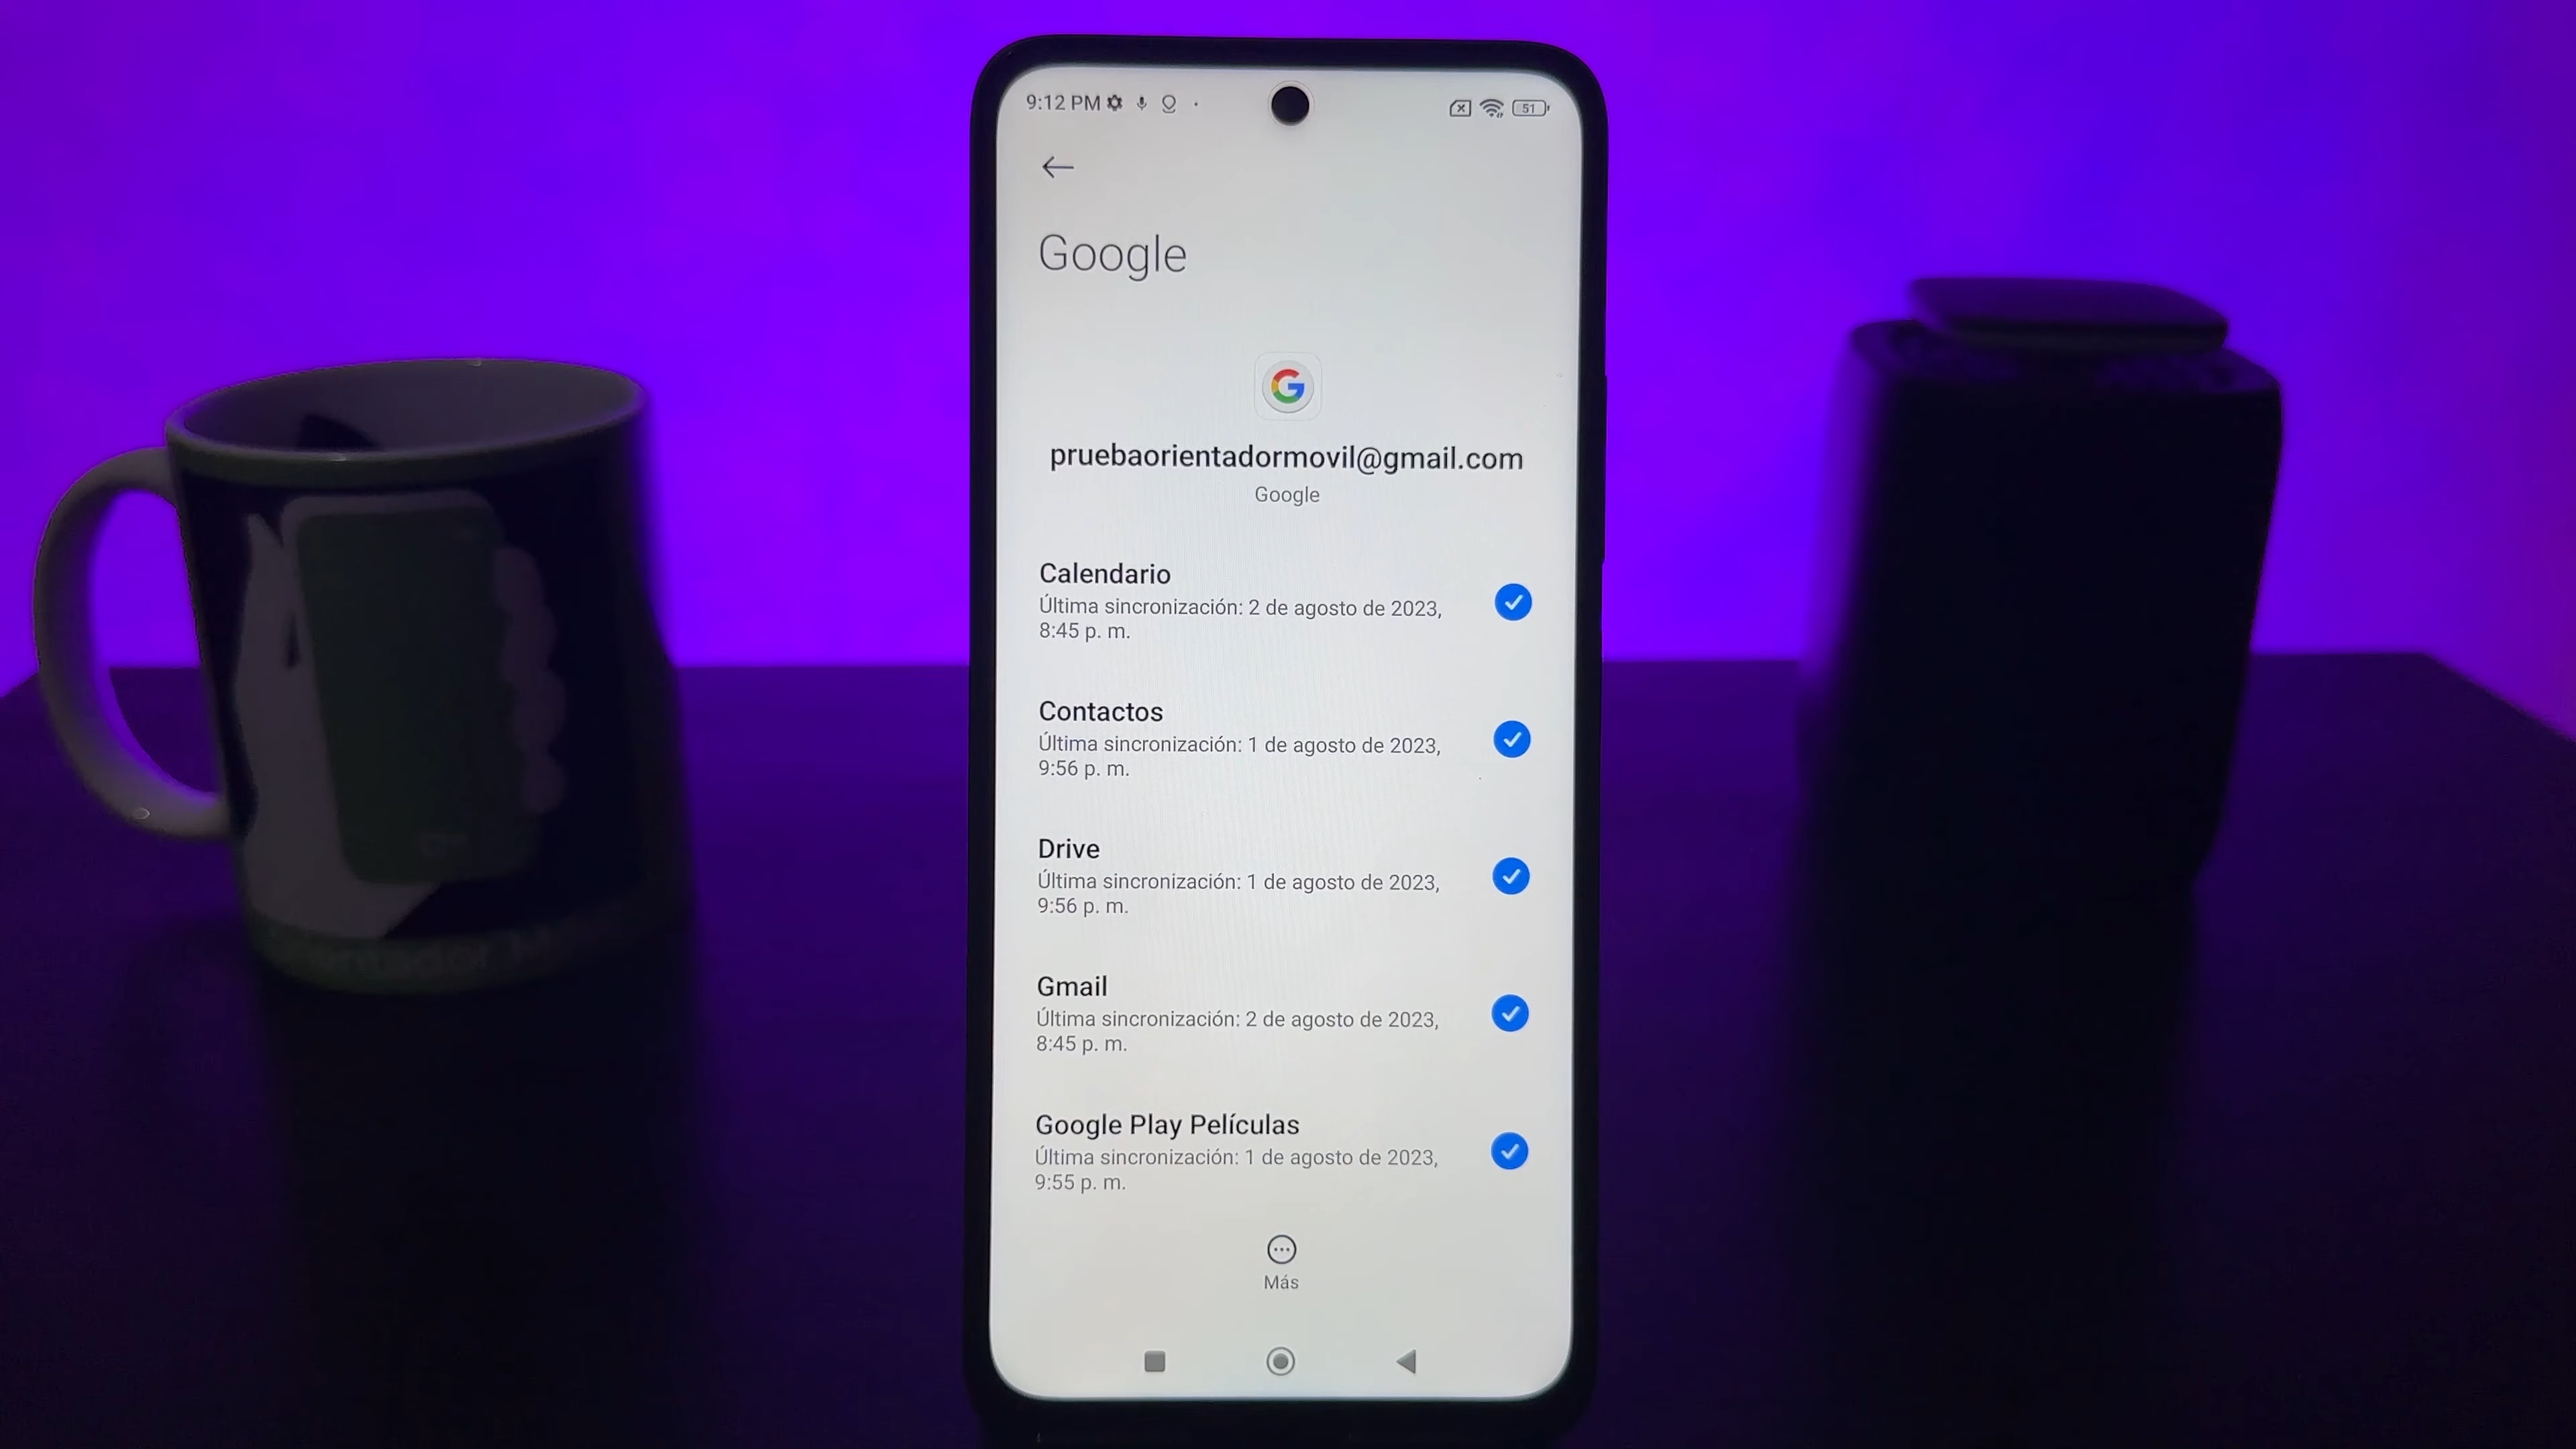 9:12 PM
51
Google
pruebaorientadormovil@gmail.com
Google
Calendario
Última sincronización: 2 de agosto de 2023,
8:45 p. m.
Contactos
Última sincronización: 1 de agosto de 2023,
9:56 p. m.
Drive
Última sincronización: 1 de agosto de 2023,
9:56 p. m.
Gmail
Última sincronización: 2 de agosto de 2023,
8:45 p. m.
Google Play Películas
Última sincronización: 1 de agosto de 2023,
9:55 p. m.
Más